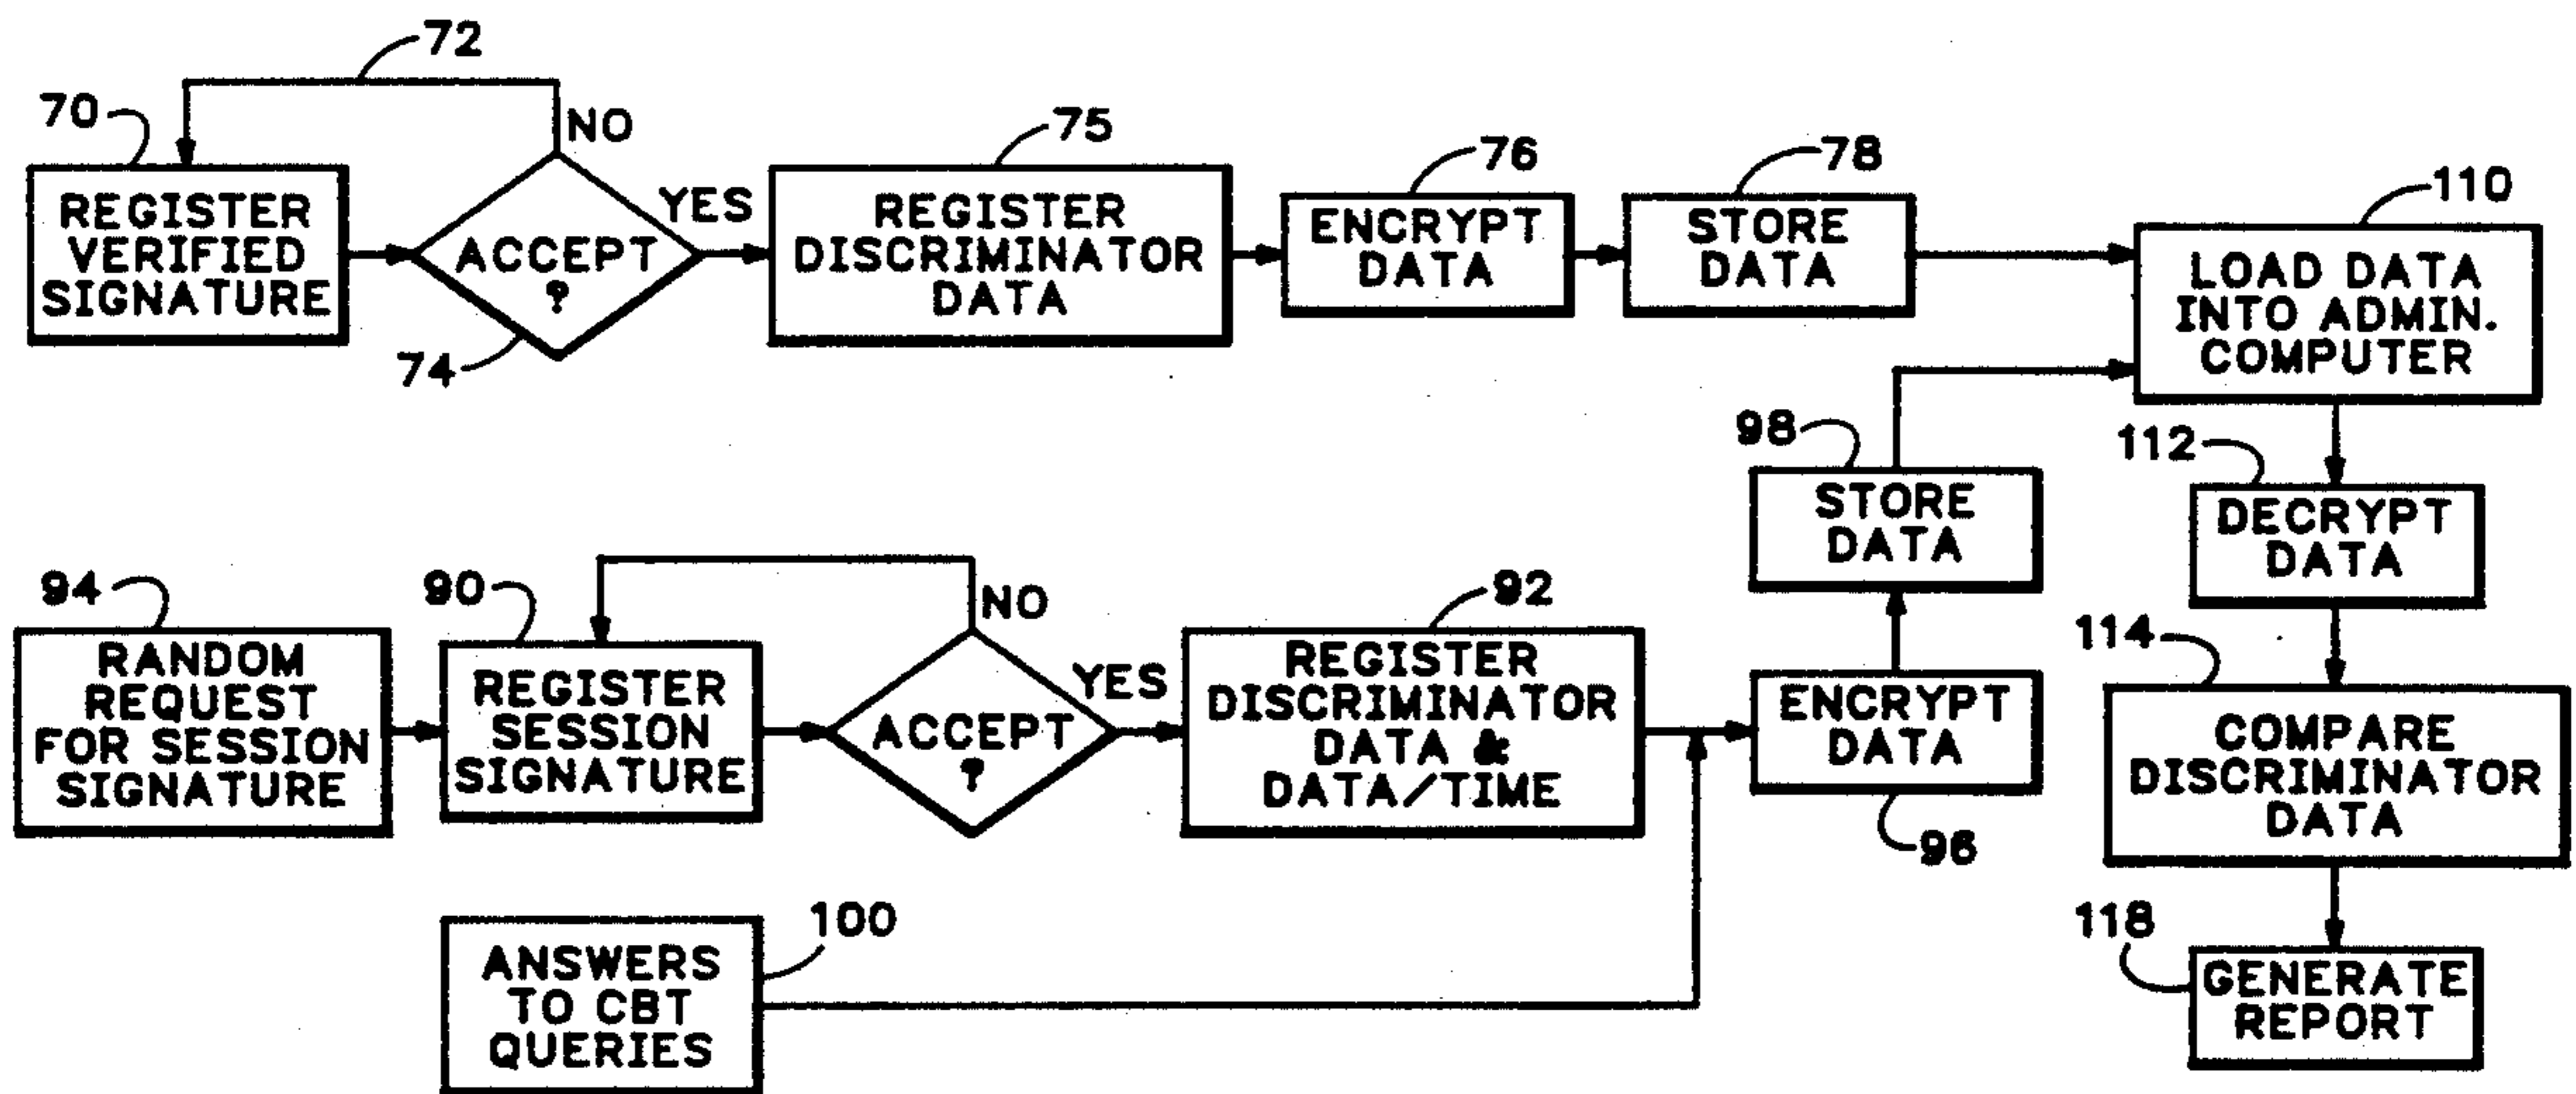 72
70
NO
REGISTER
VERIFIED
SIGNATURE
ACCEPT
?
74
YES
75
REGISTER
DISCRIMINATOR
DATA
76
ENCRYPT
DATA
78
STORE
DATA
110
LOAD DATA
INTO ADMIN.
COMPUTER
94
RANDOM
REQUEST
FOR SESSION
SIGNATURE
90
REGISTER
SESSION
SIGNATURE
NO
ACCEPT
?
YES
92
REGISTER
DISCRIMINATOR
DATA &
DATA/TIME
98
STORE
DATA
ENCRYPT
DATA
96
100
ANSWERS
TO CBT
QUERIES
112
DECRYPT
DATA
114
COMPARE
DISCRIMINATOR
DATA
118
GENERATE
REPORT